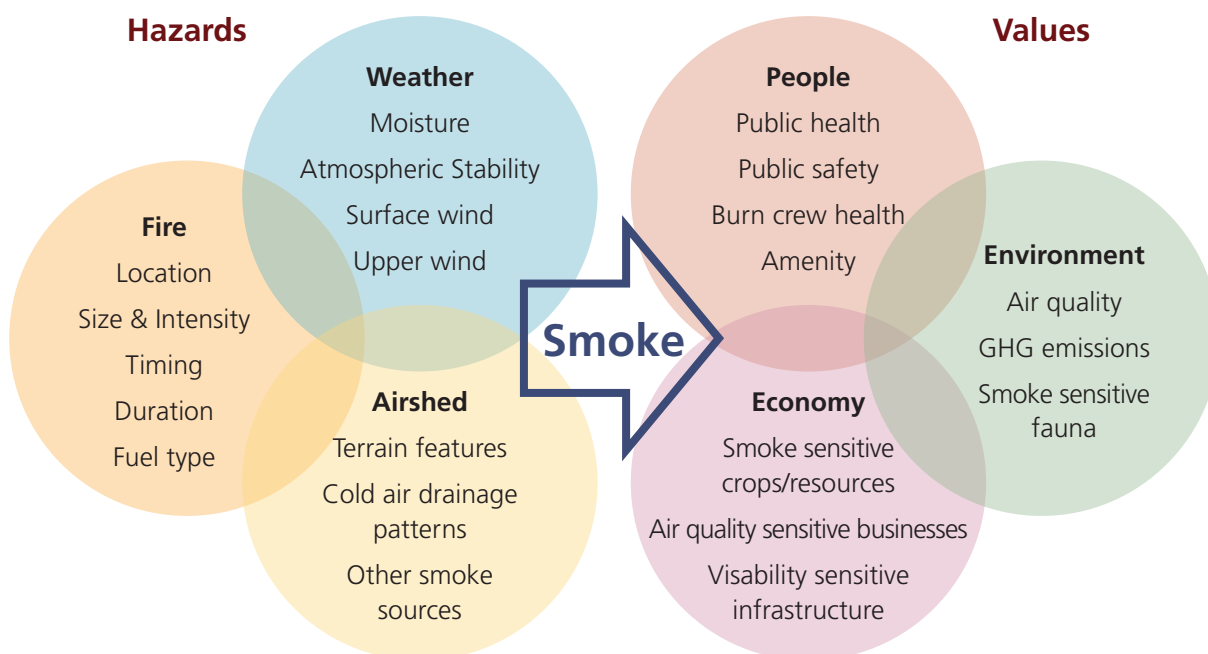 Hazards
Values
Weather
Moisture
Atmospheric Stability
Surface wind
Upper wind
Fire
Location
Size & Intensity
Timing
Duration
Fuel type
Airshed
Terrain features
Cold air drainage
patterns
Other smoke
sources
Smoke
People
Public health
Public safety
Burn crew health
Amenity
Environment
Air quality
GHG emissions
Smoke sensitive
fauna
Economy
Smoke sensitive
crops/resources
Air quality sensitive businesses
Visability sensitive
infrastructure